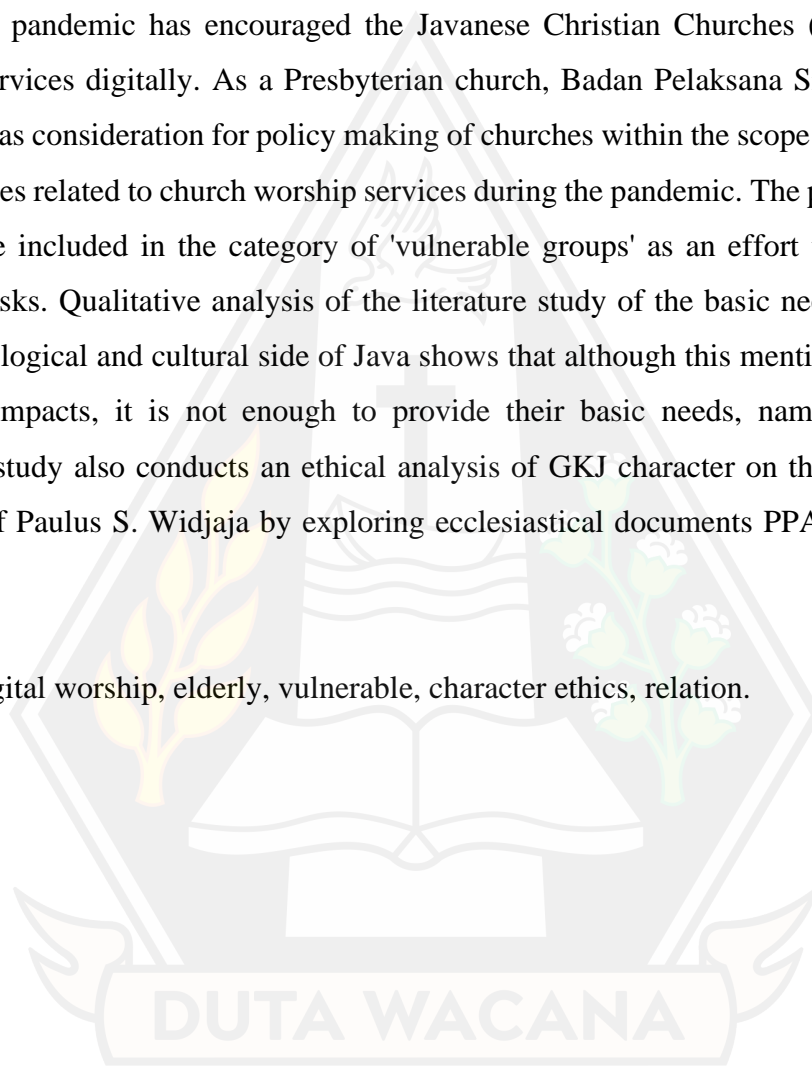 pandemic has encouraged the Javanese Christian Churches (
rvices digitally. As a Presbyterian church, Badan Pelaksana S
as consideration for policy making of churches within the scope
es related to church worship services during the pandemic. The p
e included in the category of 'vulnerable groups' as an effort
sks. Qualitative analysis of the literature study of the basic ne
logical and cultural side of Java shows that although this menti
mpacts, it is not enough to provide their basic needs, nam
study also conducts an ethical analysis of GKJ character on th
f Paulus S. Widjaja by exploring ecclesiastical documents PPA
gital worship, elderly, vulnerable, character ethics, relation.
DUTA WACANA